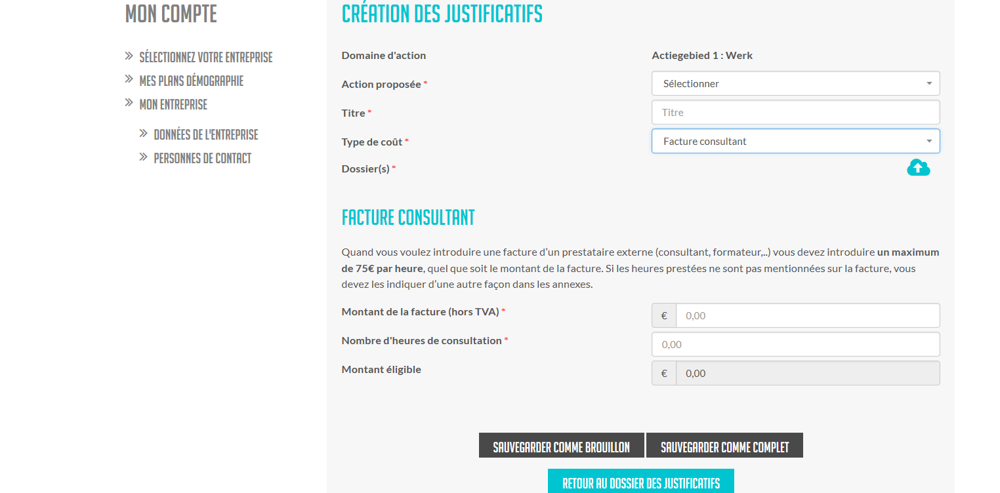 MON COMPTE
SÉLECTIONNEZ VOTRE ENTREPRISE
MES PLANS DÉMOGRAPHIE
MON ENTREPRISE
DONNÉES DE L'ENTREPRISE
PERSONNES DE CONTACT
CRÉATION DES JUSTIFICATIFS
Domaine d'action Actiegebied 1 : Werk
Action proposée * Sélectionner
Titre * Titre
Type de coût * Facture consultant
Dossier(s) *
FACTURE CONSULTANT
Quand vous voulez introduire une facture d’un prestataire externe (consultant, formateur,..) vous devez introduire un maximum
de 75€ par heure, quel que soit le montant de la facture. Si les heures prestées ne sont pas mentionnées sur la facture, vous
devez les indiquer d’une autre façon dans les annexes.
Montant de la facture (hors TVA) * € 0,00
Nombre d'heures de consultation * 0,00
Montant éligible € 0,00
SAUVEGARDER COMME BROUILLON SAUVEGARDER COMME COMPLET
RETOUR AU DOSSIER DES JUSTIFICATIFS